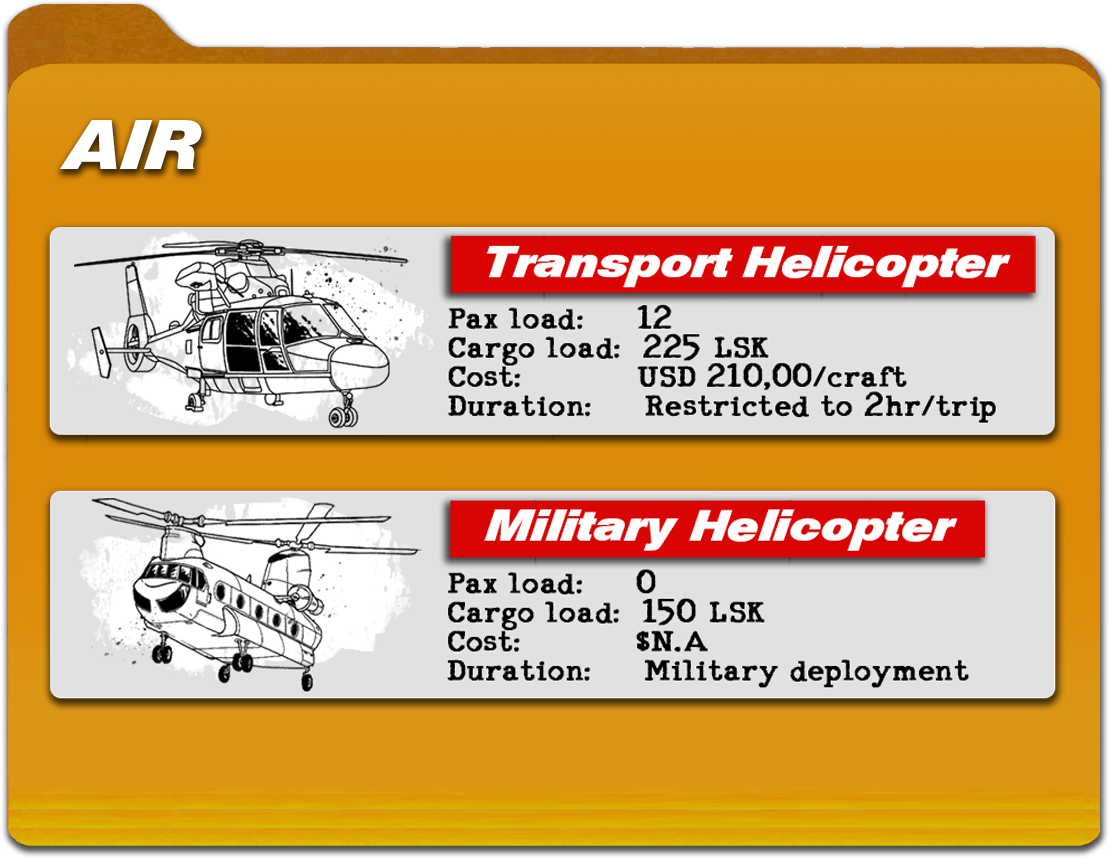 AIR
Transport Helicopter
Pax load: 12
Cargo load: 225 LSK
Cost: USD 210,00/craft
Duration: Restricted to 2hr/trip
Military Helicopter
Pax load: 0
Cargo load: 150 LSK
Cost: $N.A
Duration: Military deployment